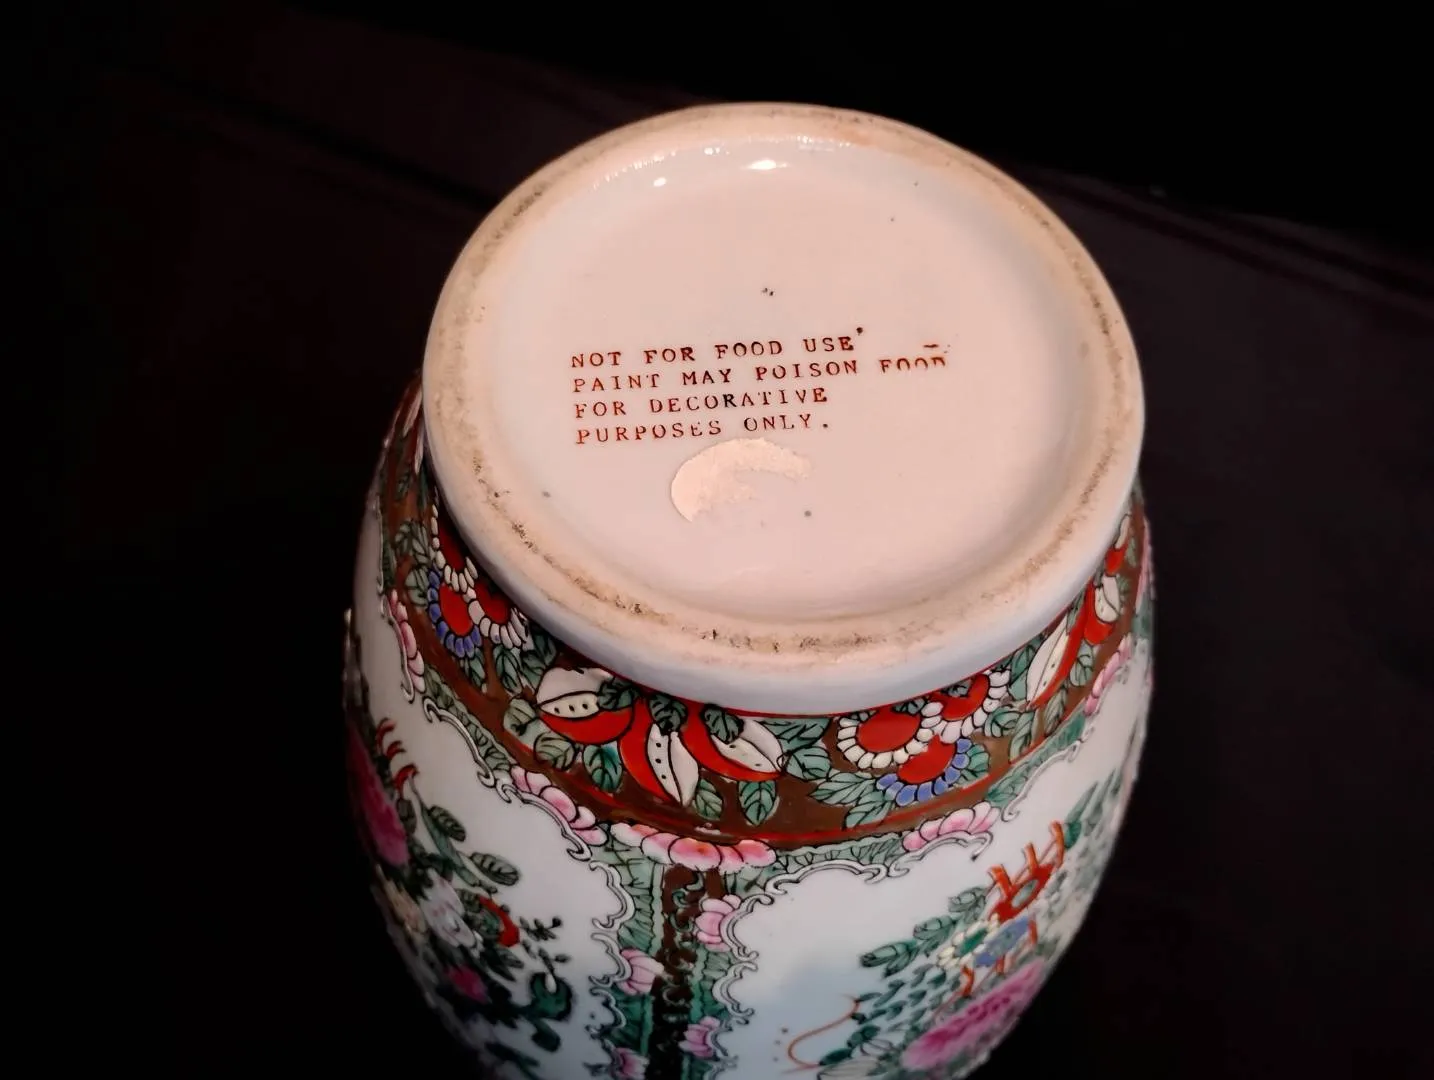 NOT FOR FOOD USE
PAINT MAY POISON FOOD
FOR DECORATIVE
PURPOSES ONLY.